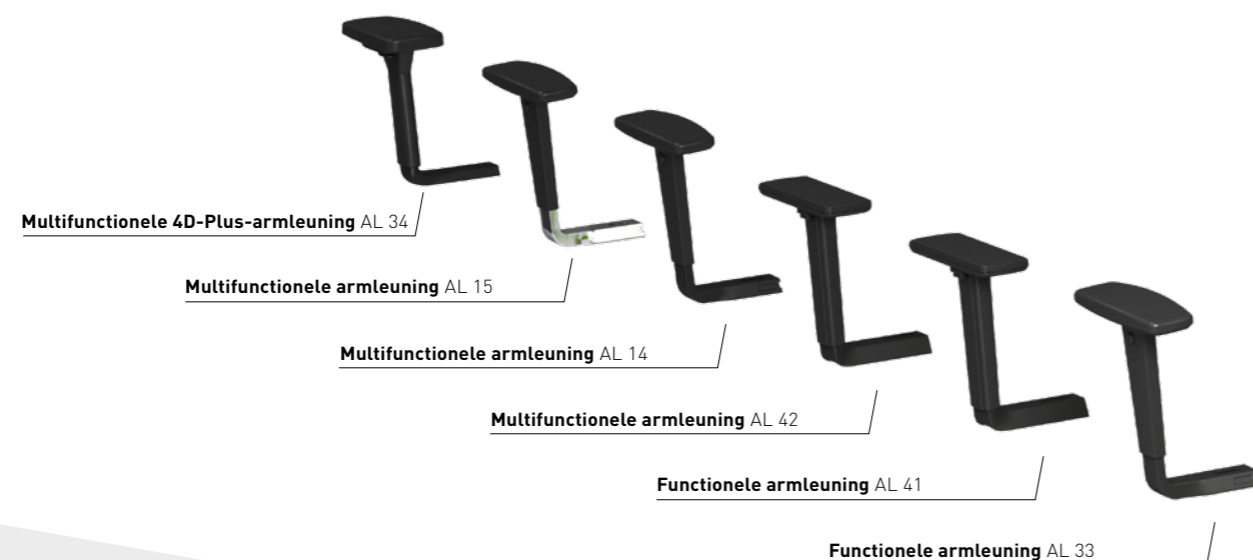 Multifunctionele 4D-Plus-armleuning AL 34
Multifunctionele armleuning AL 15
Multifunctionele armleuning AL 14
Multifunctionele armleuning AL 42
Functionele armleuning AL 41
Functionele armleuning AL 33